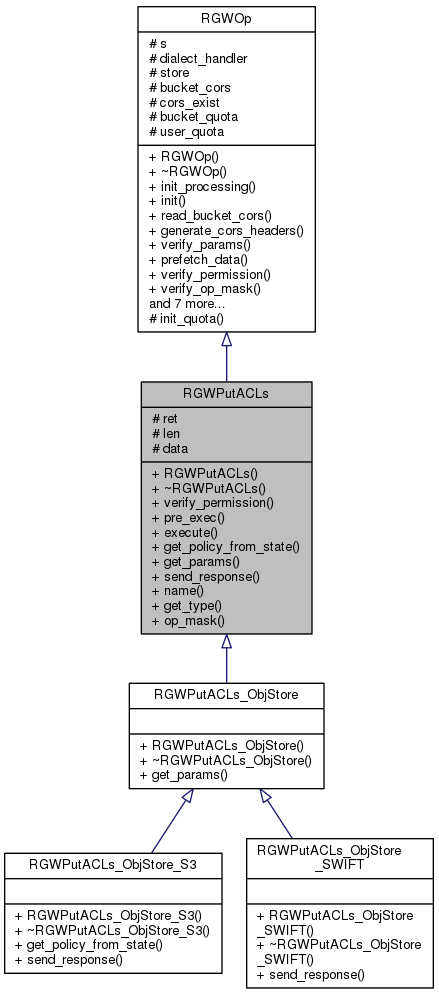 RGWOp
# s
# dialect_handler
# store
# bucket_cors
# cors_exist
# bucket_quota
# user_quota
+ RGWOp()
+ ~RGWOp()
+ init_processing()
+ init()
+ read_bucket_cors()
+ generate_cors_headers()
+ verify_params()
+ prefetch_data()
+ verify_permission()
+ verify_op_mask()
and 7 more...
# init_quota()
RGWPutACLs
# ret
# len
# data
+ RGWPutACLs()
+ ~RGWPutACLs()
+ verify_permission()
+ pre_exec()
+ execute()
+ get_policy_from_state()
+ get_params()
+ send_response()
+ name()
+ get_type()
+ op_mask()
RGWPutACLs_ObjStore
+ RGWPutACLs_ObjStore()
+ ~RGWPutACLs_ObjStore()
+ get_params()
RGWPutACLs_ObjStore_S3
+ RGWPutACLs_ObjStore_S3()
+ ~RGWPutACLs_ObjStore_S3()
+ get_policy_from_state()
+ send_response()
RGWPutACLs_ObjStore
_SWIFT
+ RGWPutACLs_ObjStore
_SWIFT()
+ ~RGWPutACLs_ObjStore
_SWIFT()
+ send_response()